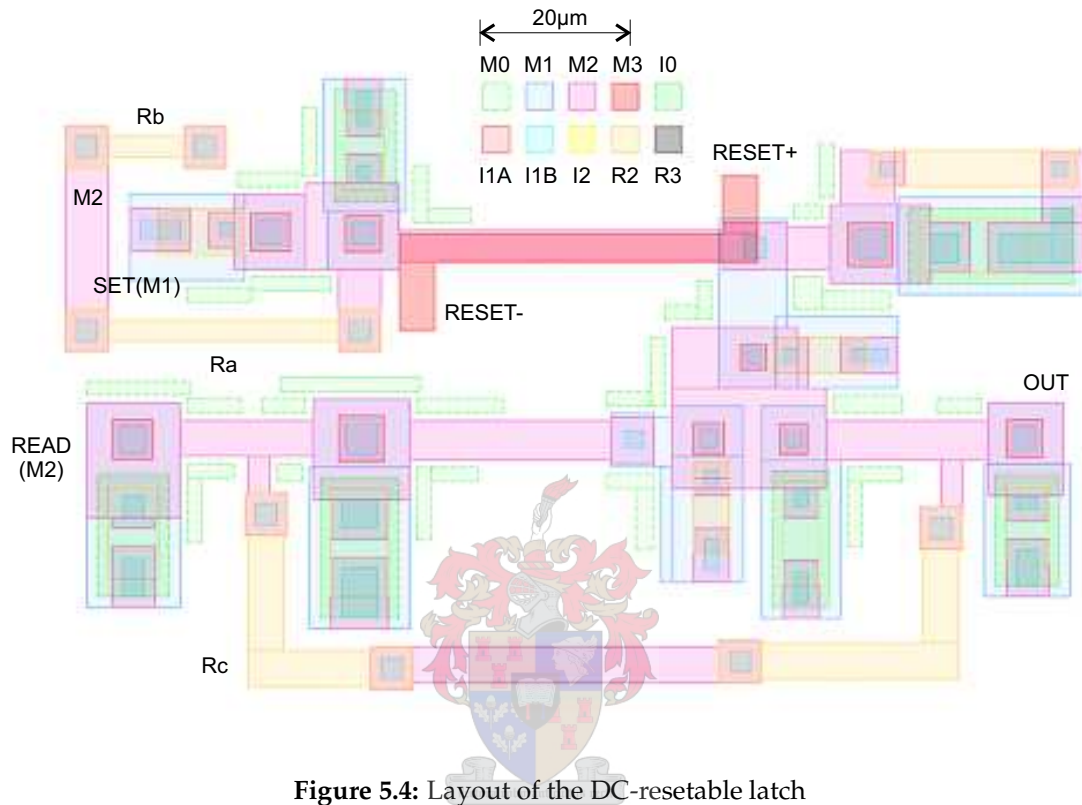 20µm
M0 M1 M2 M3 I0
I1A I1B I2 R2 R3
Rb
M2
SET(M1)
RESET+
RESET-
Ra
OUT
READ
(M2)
Rc
Figure 5.4: Layout of the DC-resetable latch